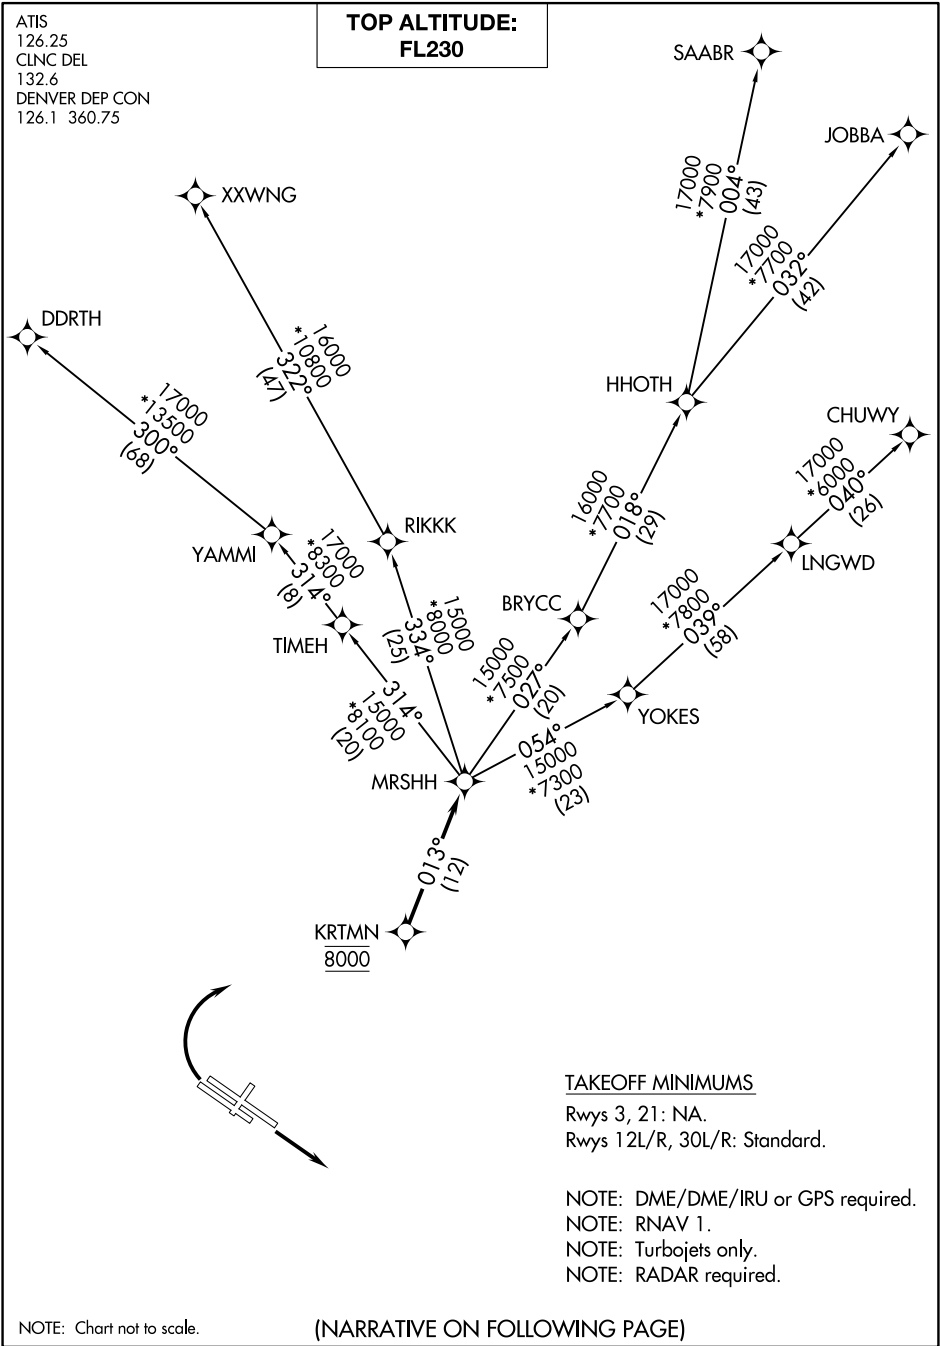 ATIS
126.25
CLNC DEL
132.6
DENVER DEP CON
126.1 360.75
TOP ALTITUDE:
FL230
SAABR
JOBBA
17000
*7900
004°
(43)
XXWNG
17000
*7700
032°
(42)
DDRTH
16000
*10800
322°
(47)
HHOTH
17000
*13500
300°
(68)
CHUWY
17000
*6000
040°
(26)
16000
*7700
018°
(29)
RIKKK
YAMMI
17000
*8300
314°
(8)
LNGWD
BRYCC
17000
*7800
039°
(58)
TIMEH
15000
*8000
334°
(25)
15000
*7500
027°
(20)
314°
15000
*8100
(20)
YOKES
054°
15000
*7300
(23)
MRSHH
013°
(12)
KRTMN
8000
TAKEOFF MINIMUMS
Rwys 3, 21: NA.
Rwys 12L/R, 30L/R: Standard.
NOTE: DME/DME/IRU or GPS required.
NOTE: RNAV 1.
NOTE: Turbojets only.
NOTE: RADAR required.
NOTE: Chart not to scale.
(NARRATIVE ON FOLLOWING PAGE)